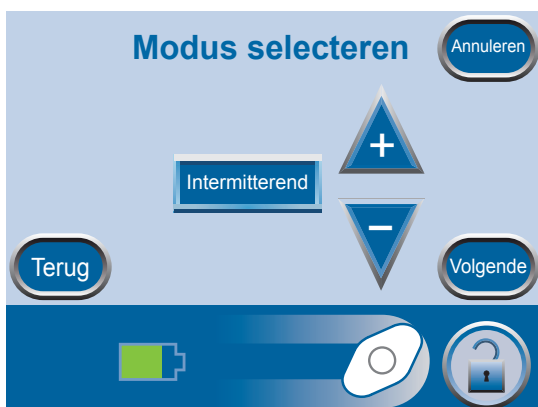 Modus selecteren
Annuleren
+
Intermitterend
−
Terug
Volgende